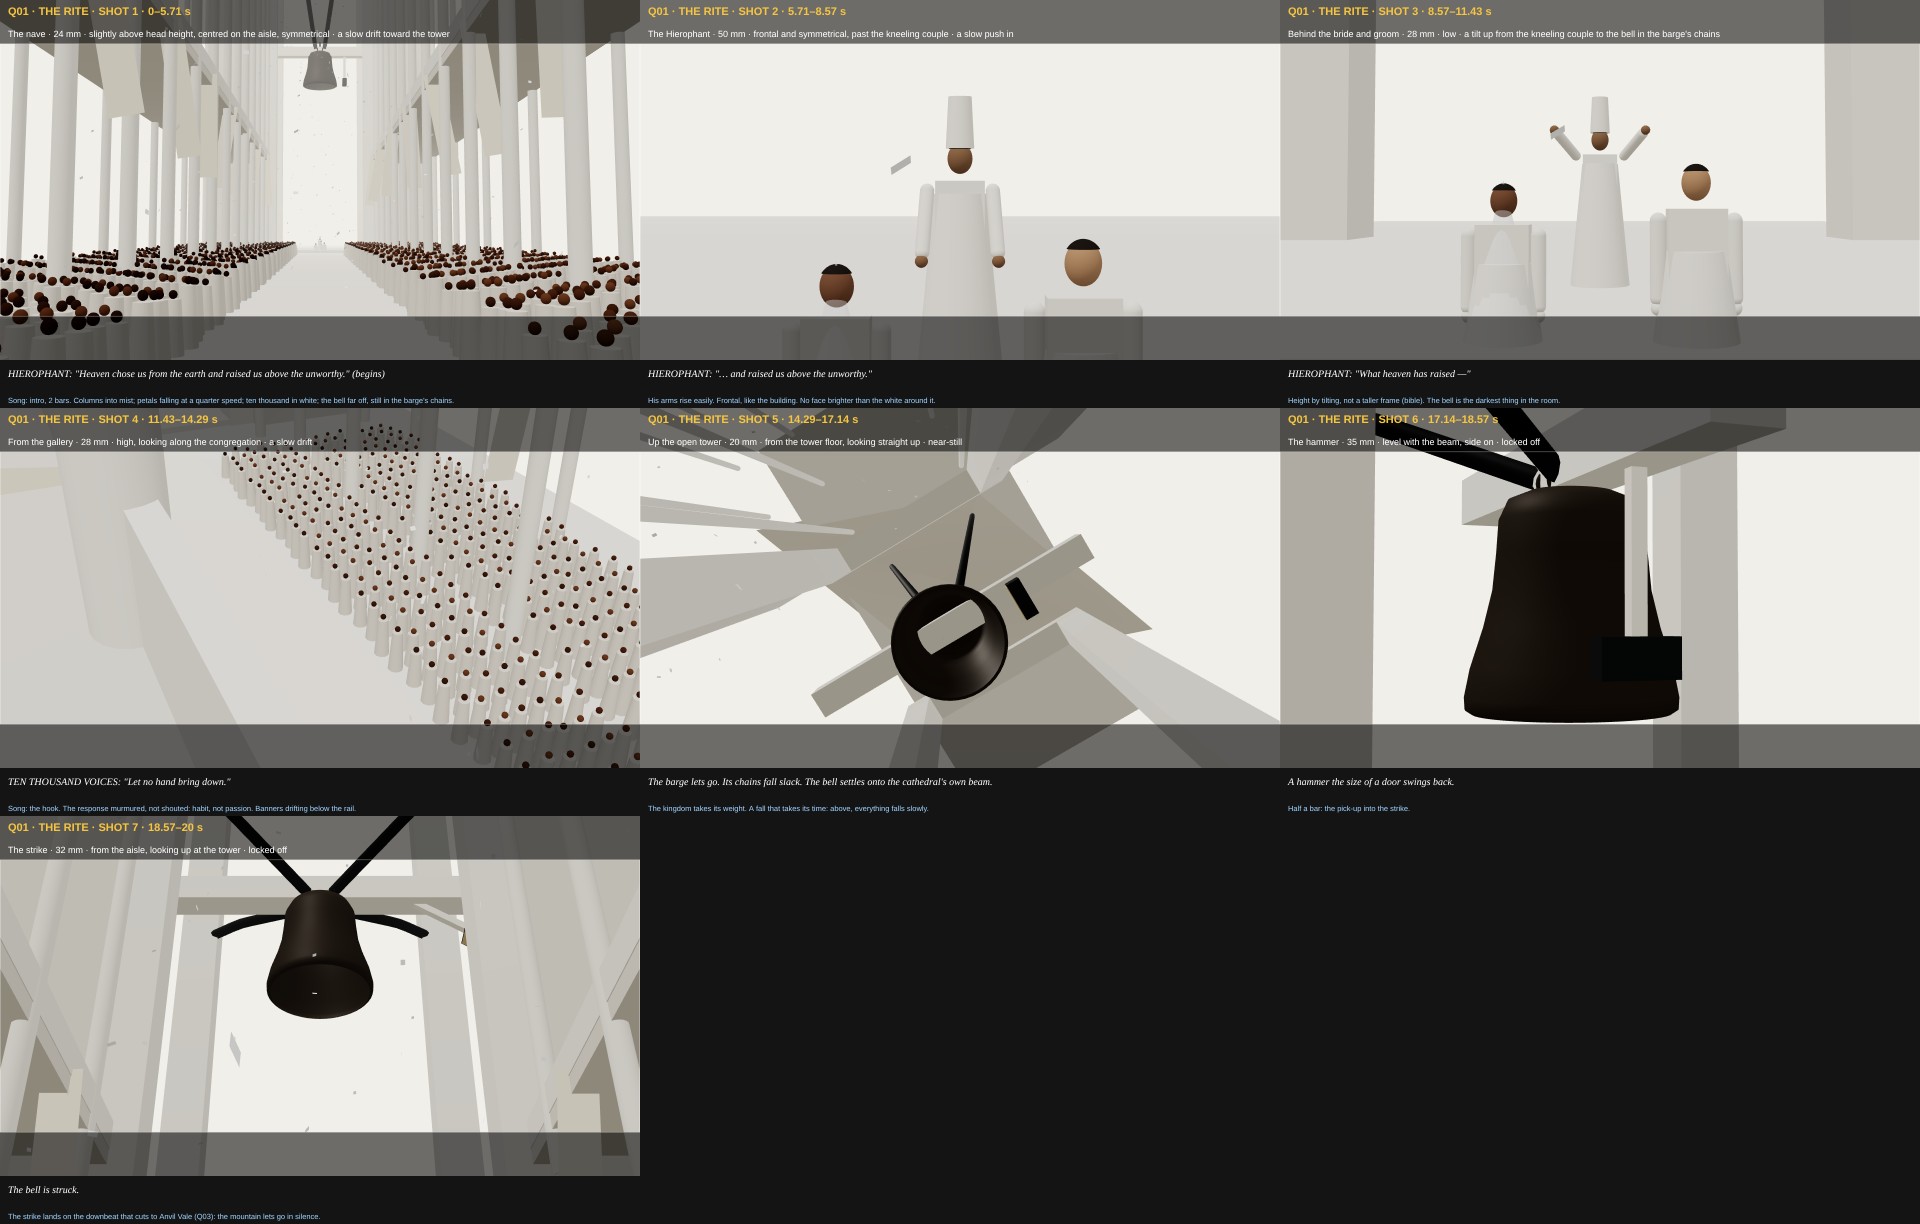 Q01 · THE RITE · SHOT 1 · 0–5.71 s
The nave · 24 mm · slightly above head height, centred on the aisle, symmetrical · a slow drift toward the tower
HIEROPHANT: "Heaven chose us from the earth and raised us above the unworthy." (begins)
Song: intro, 2 bars. Columns into mist; petals falling at a quarter speed; ten thousand in white; the bell far off, still in the barge's chains.
Q01 · THE RITE · SHOT 2 · 5.71–8.57 s
The Hierophant · 50 mm · frontal and symmetrical, past the kneeling couple · a slow push in
HIEROPHANT: "… and raised us above the unworthy."
His arms rise easily. Frontal, like the building. No face brighter than the white around it.
Q01 · THE RITE · SHOT 3 · 8.57–11.43 s
Behind the bride and groom · 28 mm · low · a tilt up from the kneeling couple to the bell in the barge's chains
HIEROPHANT: "What heaven has raised —"
Height by tilting, not a taller frame (bible). The bell is the darkest thing in the room.
Q01 · THE RITE · SHOT 4 · 11.43–14.29 s
From the gallery · 28 mm · high, looking along the congregation · a slow drift
TEN THOUSAND VOICES: "Let no hand bring down."
Song: the hook. The response murmured, not shouted: habit, not passion. Banners drifting below the rail.
Q01 · THE RITE · SHOT 5 · 14.29–17.14 s
Up the open tower · 20 mm · from the tower floor, looking straight up · near-still
The barge lets go. Its chains fall slack. The bell settles onto the cathedral's own beam.
The kingdom takes its weight. A fall that takes its time: above, everything falls slowly.
Q01 · THE RITE · SHOT 6 · 17.14–18.57 s
The hammer · 35 mm · level with the beam, side on · locked off
A hammer the size of a door swings back.
Half a bar: the pick-up into the strike.
Q01 · THE RITE · SHOT 7 · 18.57–20 s
The strike · 32 mm · from the aisle, looking up at the tower · locked off
The bell is struck.
The strike lands on the downbeat that cuts to Anvil Vale (Q03): the mountain lets go in silence.